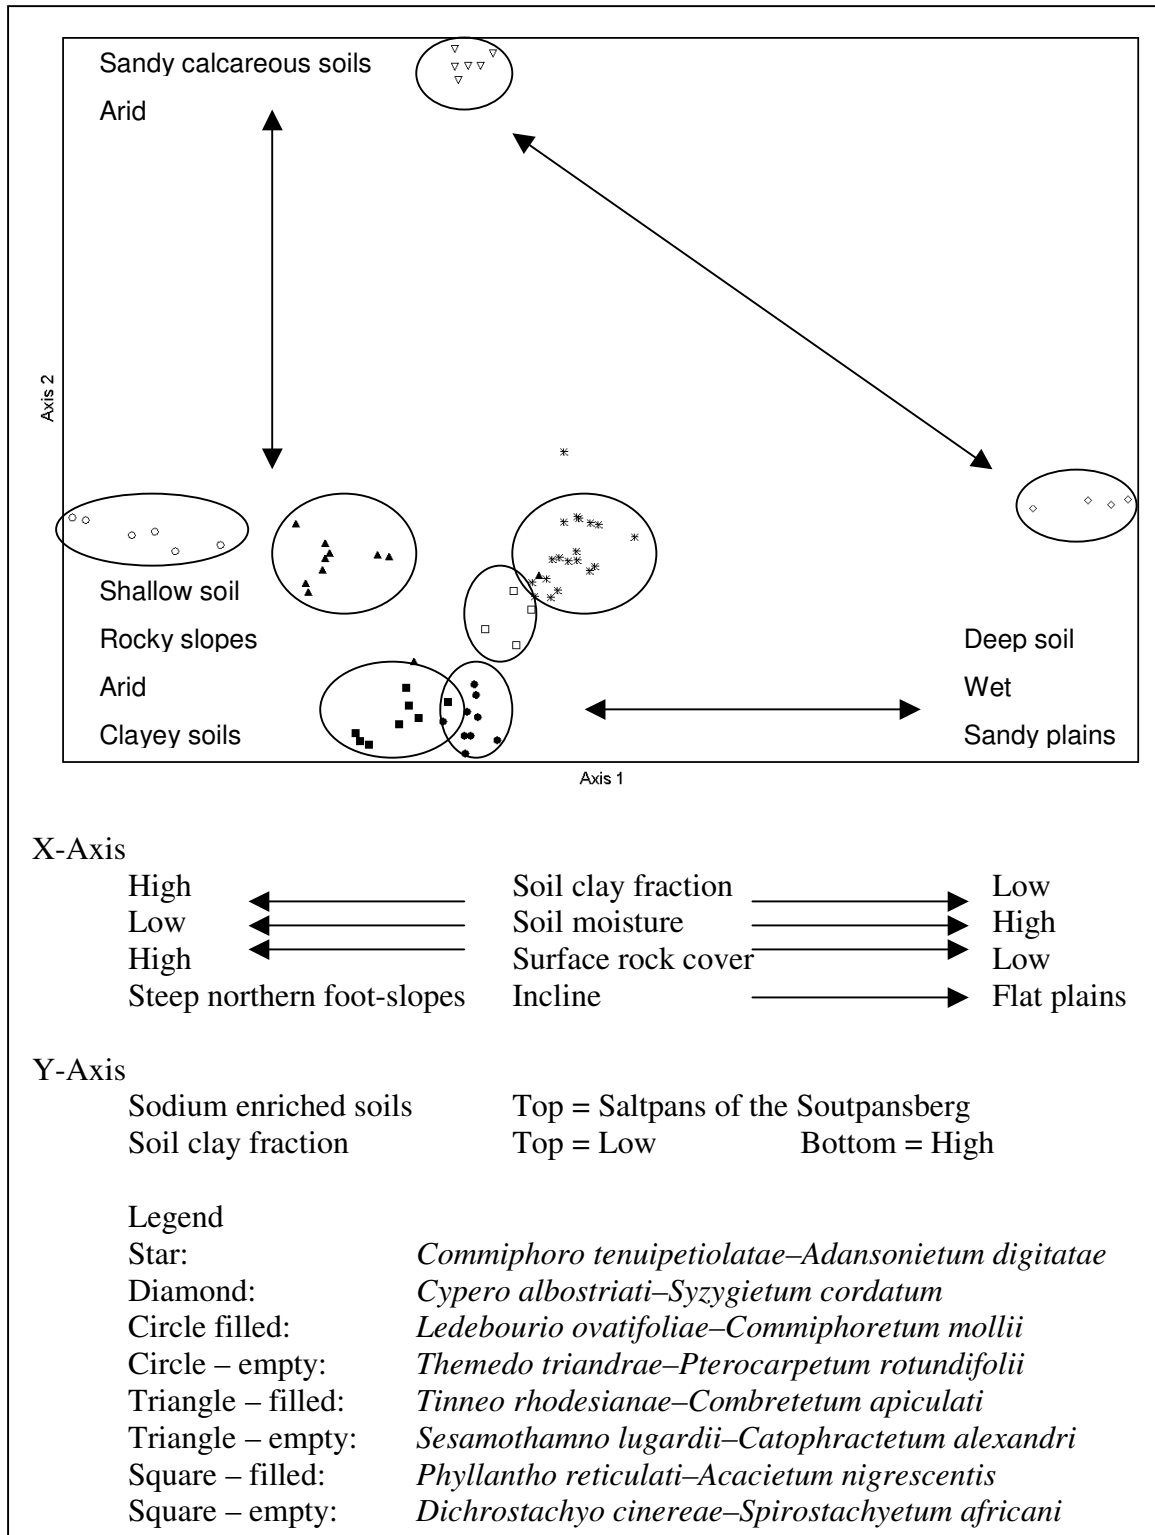 Sandy calcareous soils
Arid
Axis 2
Shallow soil
Rocky slopes
Arid
Clayey soils
Deep soil
Wet
Sandy plains
Axis 1
X-Axis
High Soil clay fraction Low
Low Soil moisture High
High Surface rock cover Low
Steep northern foot-slopes Incline Flat plains
Y-Axis
Sodium enriched soils Top = Saltpans of the Soutpansberg
Soil clay fraction Top = Low Bottom = High
Legend
Star: Commiphoro tenuipetiolatae–Adansonietum digitatae
Diamond: Cypero albostriati–Syzygietum cordatum
Circle filled: Ledebourio ovatifoliae–Commiphoretum mollii
Circle – empty: Themedo triandrae–Pterocarpetum rotundifolii
Triangle – filled: Tinneo rhodesianae–Combretetum apiculati
Triangle – empty: Sesamothamno lugardii–Catophractetum alexandri
Square – filled: Phyllantho reticulati–Acacietum nigrescentis
Square – empty: Dichrostachyo cinereae–Spirostachyetum africani